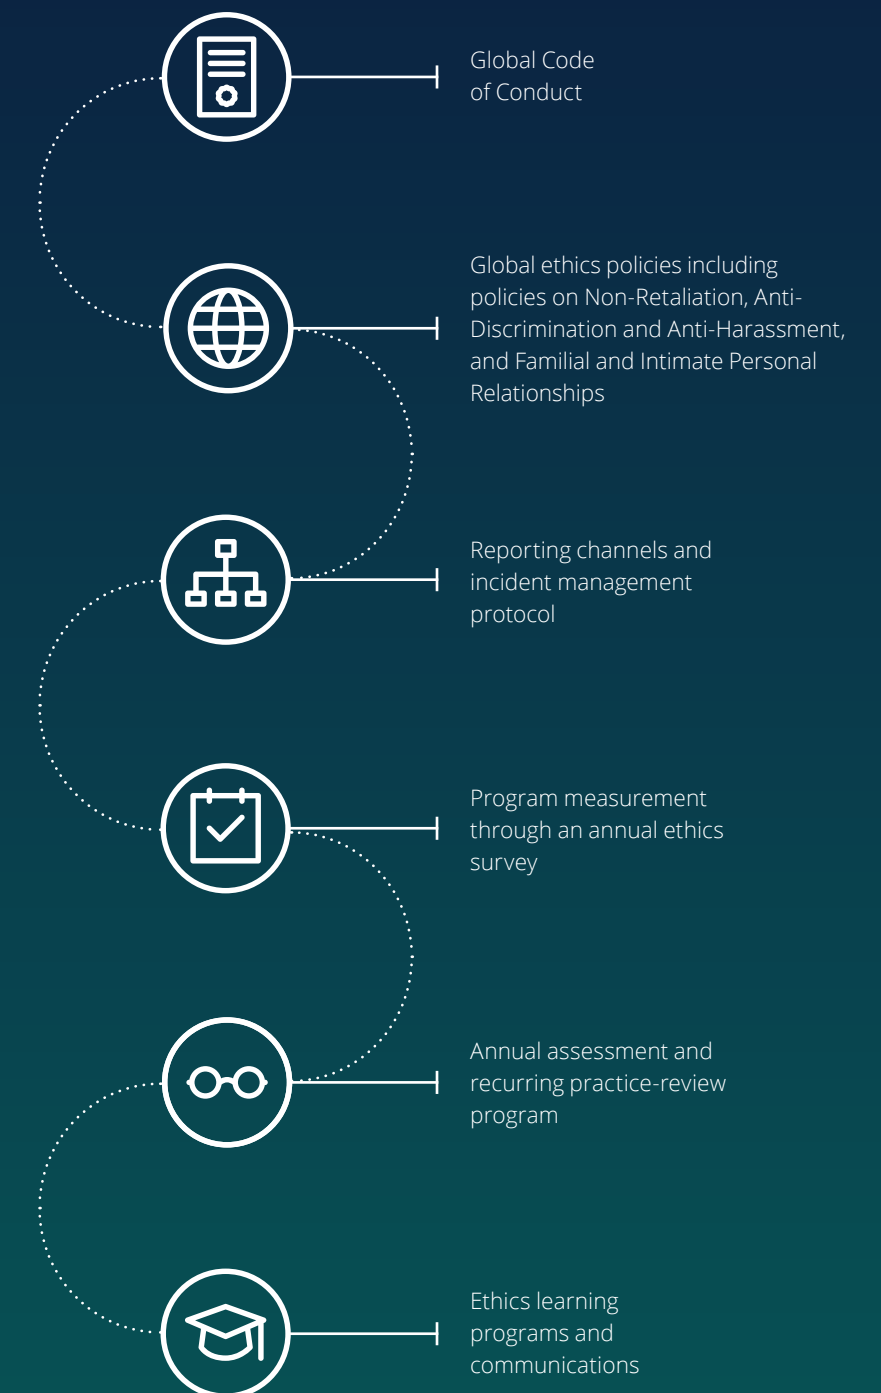 Global Code
of Conduct
Global ethics policies including
policies on Non-Retaliation, Anti-
Discrimination and Anti-Harassment,
and Familial and Intimate Personal
Relationships
Reporting channels and
incident management
protocol
Program measurement
through an annual ethics
survey
Annual assessment and
recurring practice-review
program
Ethics learning
programs and
communications